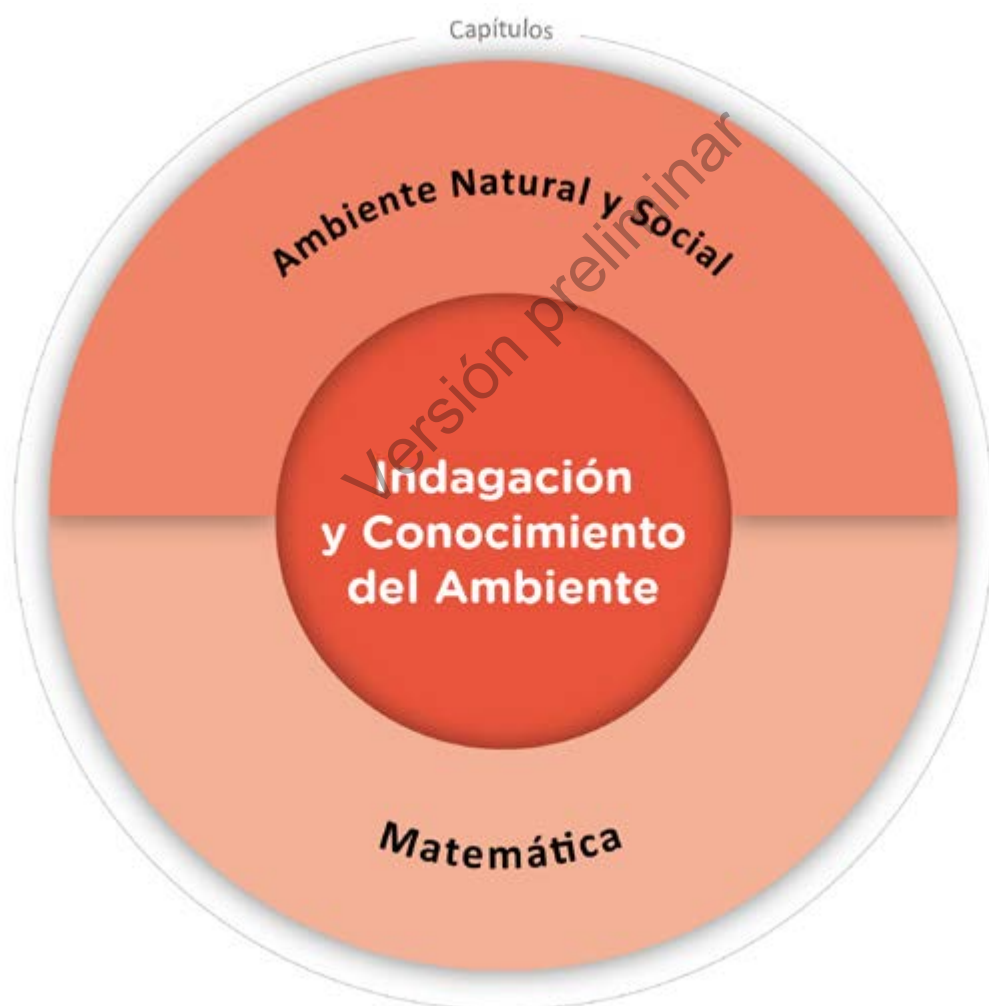 Capítulos
Ambiente Natural y Social
Versión preliminar
Indagación
y Conocimiento
del Ambiente
Matemática